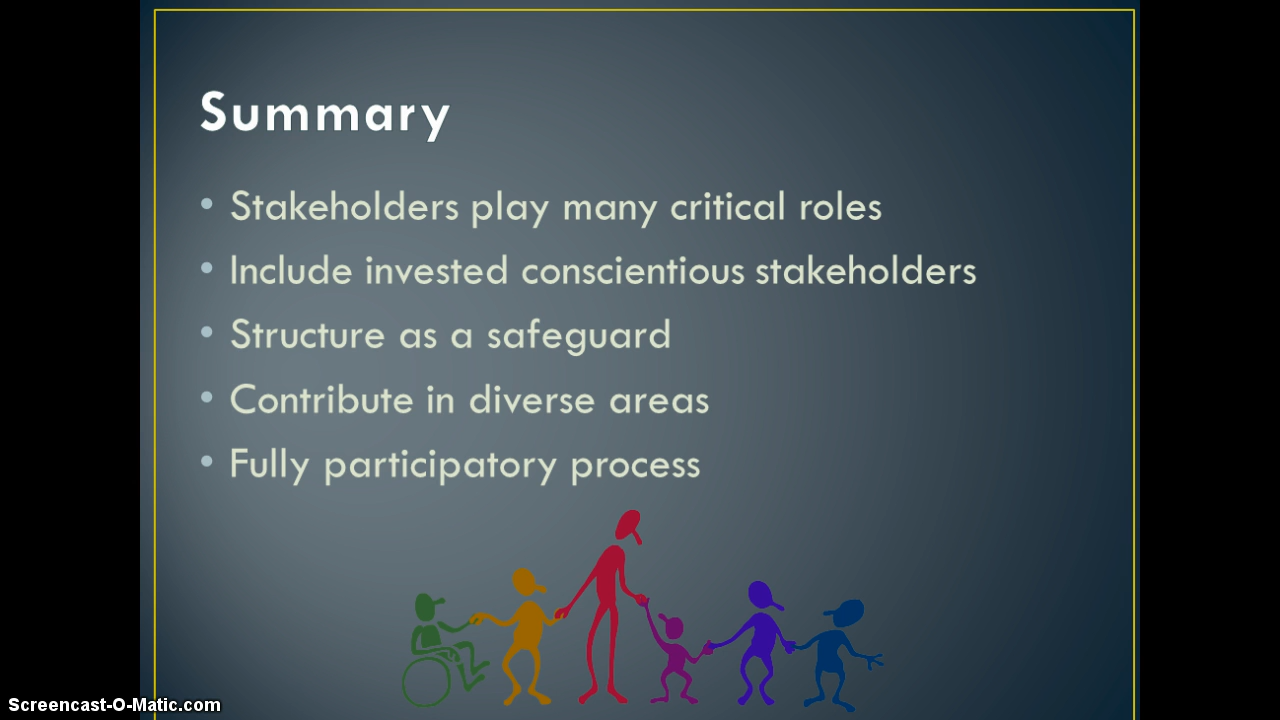 Summary
• Stakeholders play many critical roles
• Include invested conscientious stakeholders
• Structure as a safeguard
• Contribute in diverse areas
• Fully participatory process
Screencast-O-Matic.com